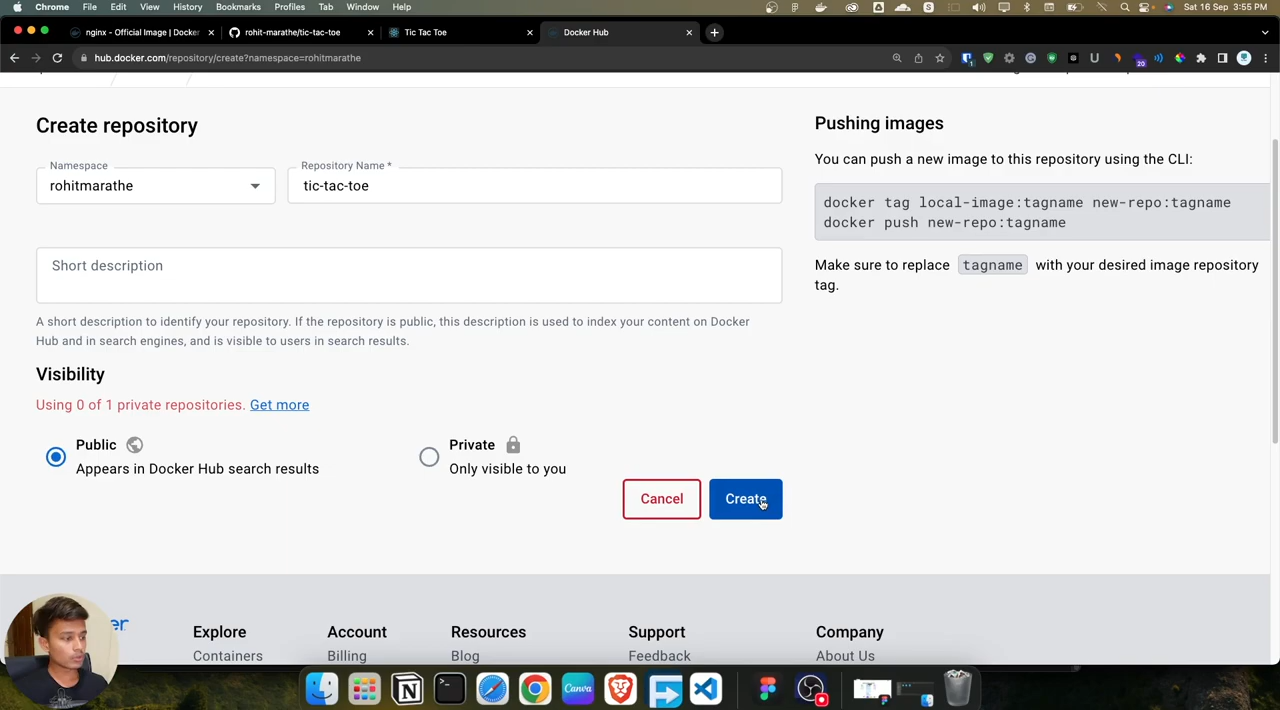 Chrome File Edit View History Bookmarks Profiles Tab Window Help
Sat 16 Sep 3:55 PM
nginx - Official Image | Docker
rohit-marathe/tic-tac-toe
Tic Tac Toe
Docker Hub
hub.docker.com/repository/create?namespace=rohitmarathe
20
Create repository
Namespace
rohitmarathe
Repository Name *
tic-tac-toe
Short description
A short description to identify your repository. If the repository is public, this description is used to index your content on Docker
Hub and in search engines, and is visible to users in search results.
Visibility
Using 0 of 1 private repositories. Get more
Public
Appears in Docker Hub search results
Private
Only visible to you
Cancel
Create
Pushing images
You can push a new image to this repository using the CLI:
docker tag local-image:tagname new-repo:tagname
docker push new-repo:tagname
Make sure to replace tagname with your desired image repository
tag.
er
Explore
Account
Resources
Support
Company
Containers
Billing
Blog
Feedback
About Us
Canva